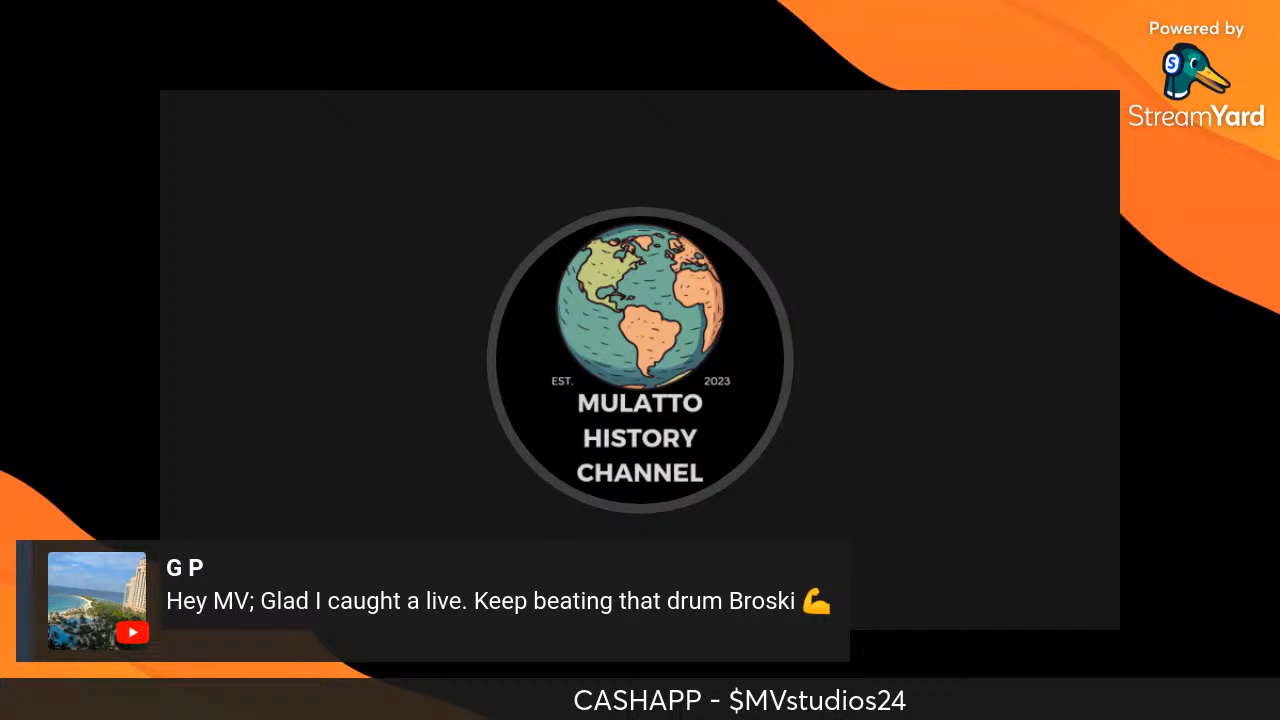 Powered by
S
StreamYard
EST. 2023
MULATTO
HISTORY
CHANNEL
G P
Hey MV; Glad I caught a live. Keep beating that drum Broski 💪
CASHAPP - $MVstudios24